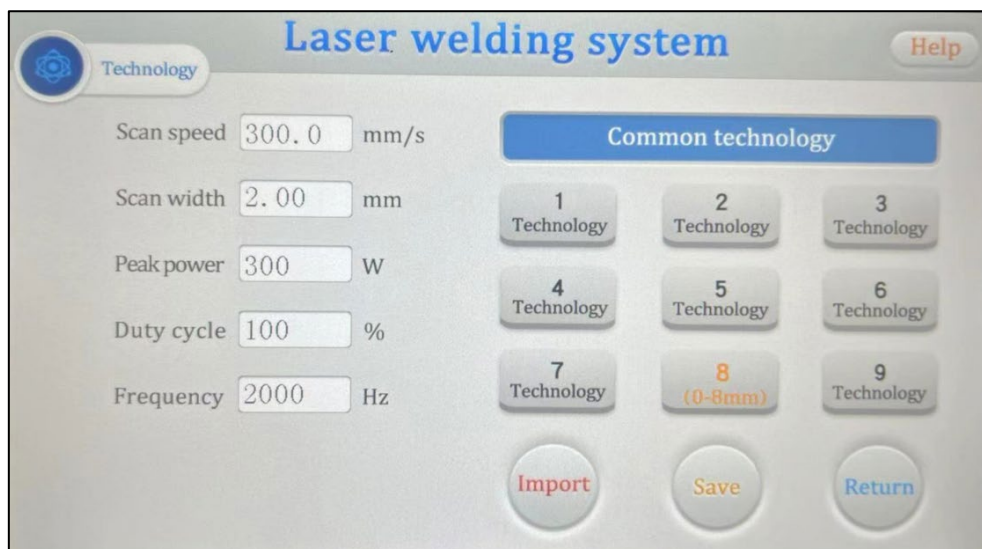 Laser welding system
Help
Technology
Scan speed 300.0 mm/s
Scan width 2.00 mm
Peak power 300 W
Duty cycle 100 %
Frequency 2000 Hz
Common technology
1
Technology
2
Technology
3
Technology
4
Technology
5
Technology
6
Technology
7
Technology
8
(0-8mm)
9
Technology
Import
Save
Return